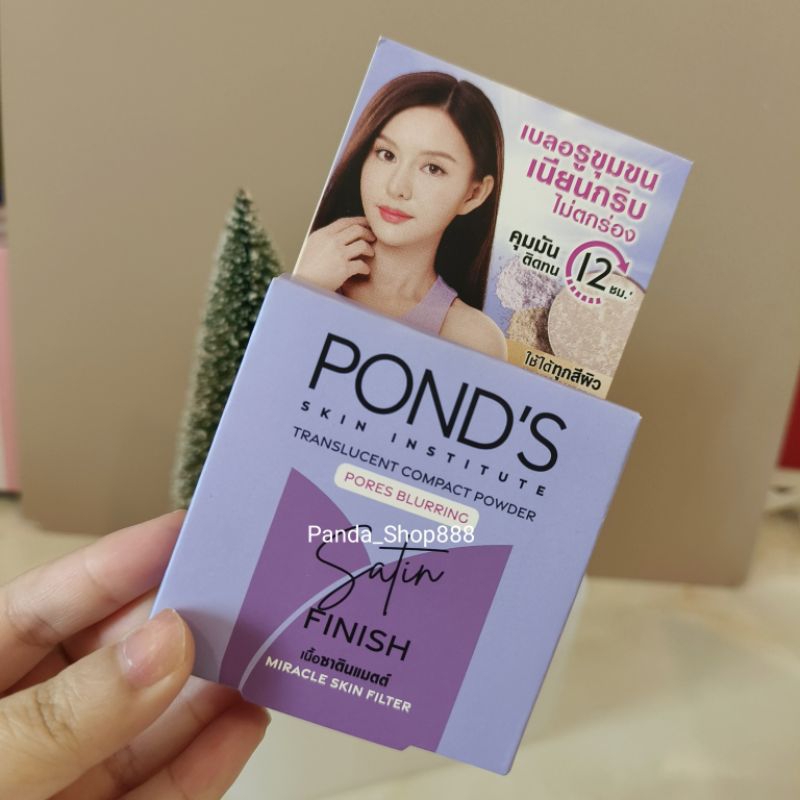 เบลอรูขุมขน
เนียนกริบ
ไม่ตกร่อง
คุมมัน
ติดทน
12 ชม.*
ใช้ได้ทุกสีผิว
POND'S
SKIN INSTITUTE
TRANSLUCENT COMPACT POWDER
PORES BLURRING
Panda_Shop888
Satin
FINISH
เนื้อซาตินแมตต์
MIRACLE SKIN FILTER